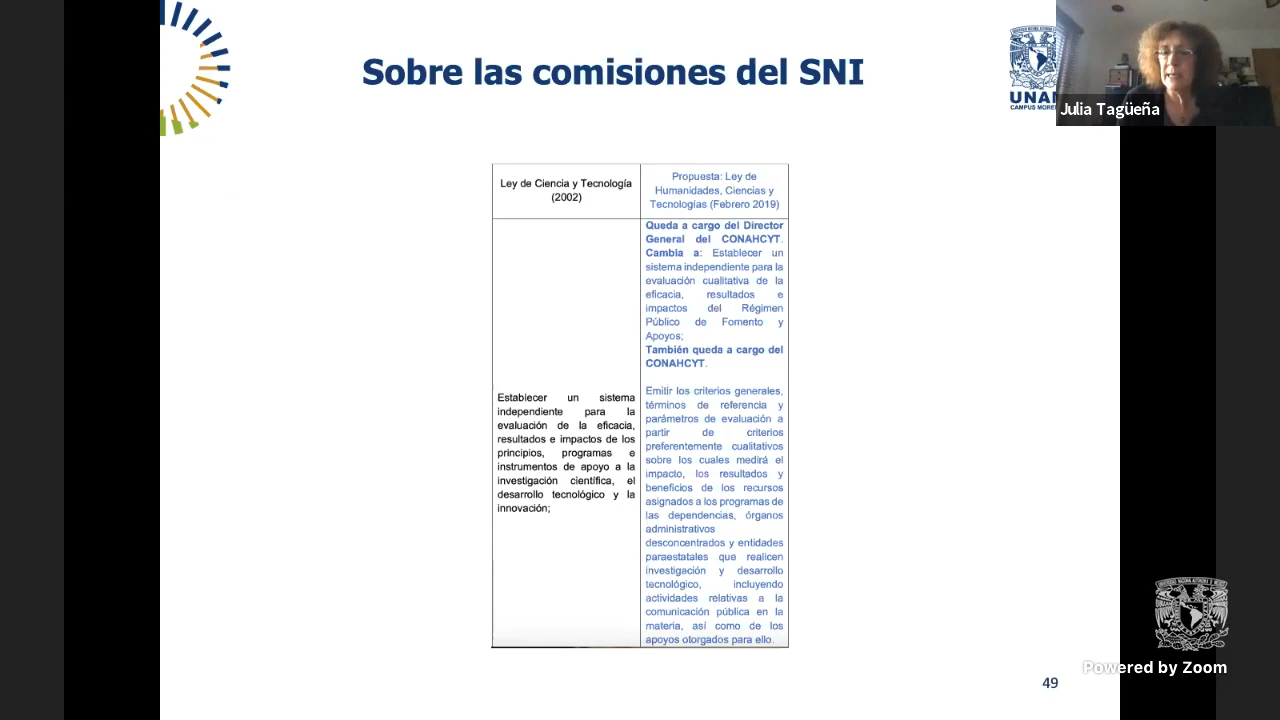 Sobre las comisiones del SNI
UNAM
CAMPUS MORE
Julia Tagüeña
Ley de Ciencia y Tecnología
(2002)
Propuesta: Ley de
Humanidades, Ciencias y
Tecnologías (Febrero 2019)
Establecer un sistema
independiente para la
evaluación de la eficacia,
resultados e impactos de los
principios, programas e
instrumentos de apoyo a la
investigación científica, el
desarrollo tecnológico y la
innovación;
Queda a cargo del Director
General del CONAHCYT.
Cambia a: Establecer un
sistema independiente para la
evaluación cualitativa de la
eficacia, resultados e
impactos del Régimen
Público de Fomento y
Apoyos;
También queda a cargo del
CONAHCYT.
Emitir los criterios generales,
términos de referencia y
parámetros de evaluación a
partir de criterios
preferentemente cualitativos
sobre los cuales medirá el
impacto, los resultados y
beneficios de los recursos
asignados a los programas de
las dependencias, órganos
administrativos
desconcentrados y entidades
paraestatales que realicen
investigación y desarrollo
tecnológico, incluyendo
actividades relativas a la
comunicación pública en la
materia, así como de los
apoyos otorgados para ello.
Powered by Zoom
49